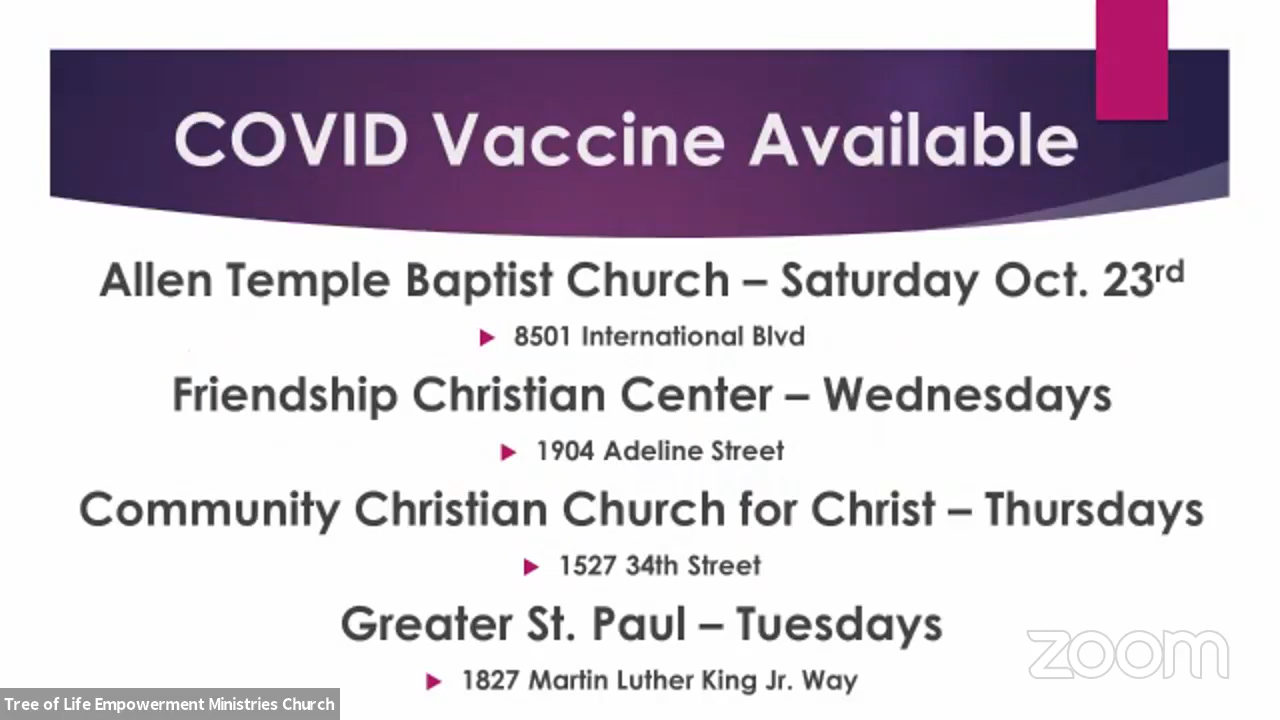 COVID Vaccine Available
Allen Temple Baptist Church – Saturday Oct. 23rd
8501 International Blvd
Friendship Christian Center – Wednesdays
1904 Adeline Street
Community Christian Church for Christ – Thursdays
1527 34th Street
Greater St. Paul – Tuesdays
1827 Martin Luther King Jr. Way
zoom
Tree of Life Empowerment Ministries Church